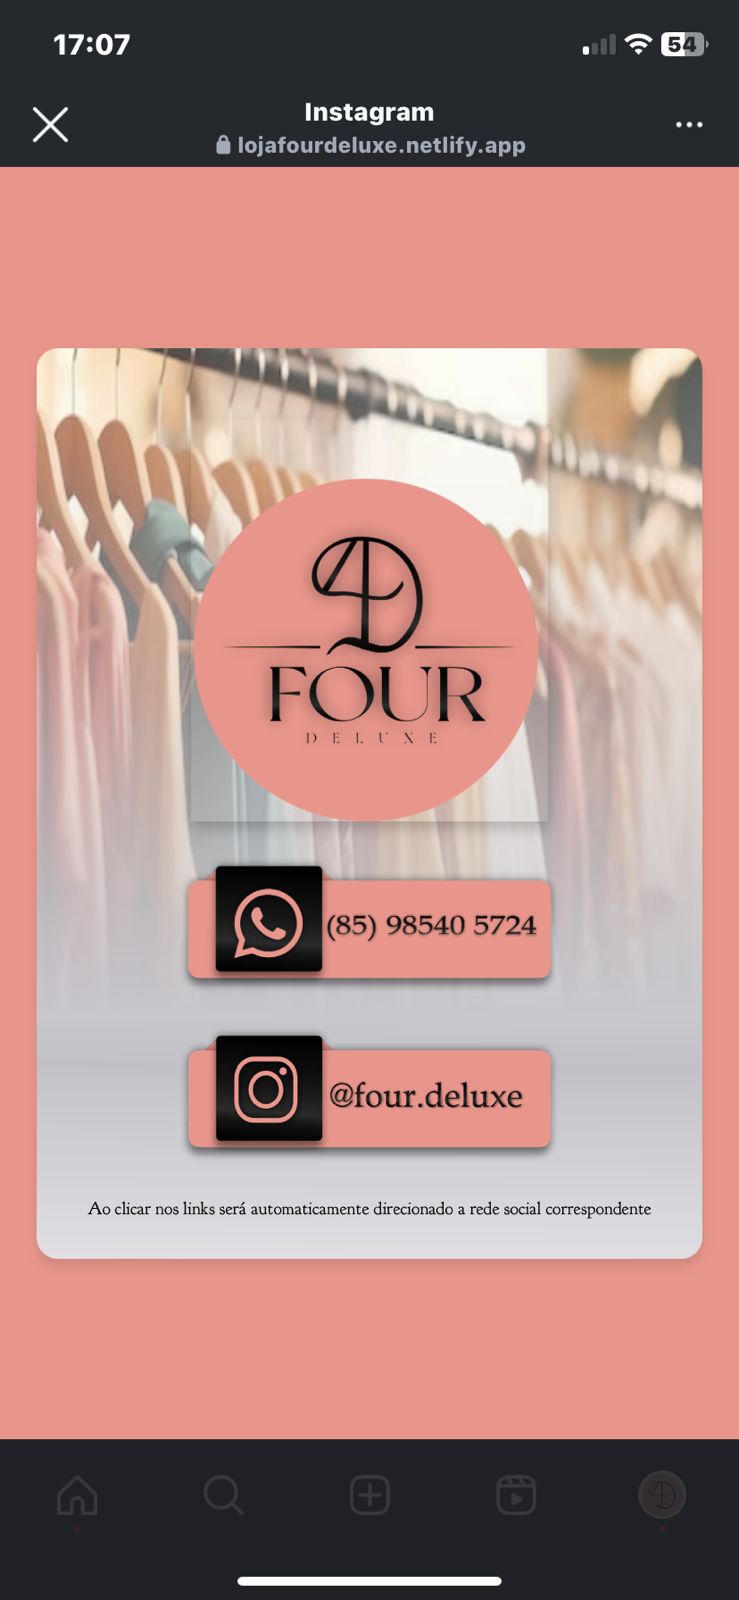 17:07
54
Instagram
lojafourdeluxe.netlify.app
4D
FOUR
DELUXE
(85) 98540 5724
@four.deluxe
Ao clicar nos links será automaticamente direcionado a rede social correspondente